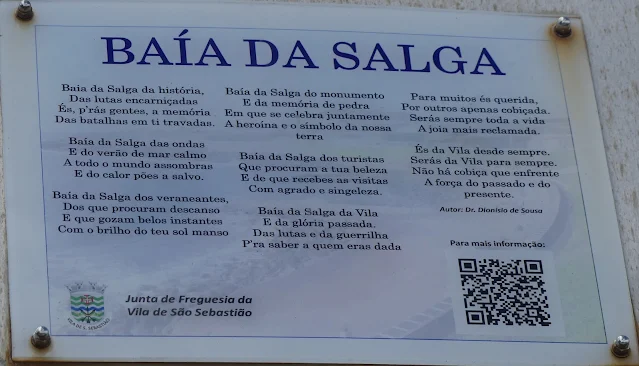 BAÍA DA SALGA
Baia da Salga da história,
Das lutas encarniçadas
És, p'rás gentes, a memória
Das batalhas em ti travadas.
Baía da Salga das ondas
E do verão de mar calmo
A todo o mundo assombras
E do calor pões a salvo.
Baía da Salga dos veraneantes,
Dos que procuram descanso
E que gozam belos instantes
Com o brilho do teu sol manso
Baía da Salga do monumento
E da memória de pedra
Em que se celebra juntamente
A heroína e o símbolo da nossa
terra
Baía da Salga dos turistas
Que procuram a tua beleza
E de que recebes as visitas
Com agrado e singeleza.
Baía da Salga da Vila
E da glória passada.
Das lutas e da guerrilha
P'ra saber a quem eras dada
Para muitos és querida,
Por outros apenas cobiçada.
Serás sempre toda a vida
A joia mais reclamada.
És da Vila desde sempre.
Serás da Vila para sempre.
Não há cobiça que enfrente
A força do passado e do
presente.
Autor: Dr. Dionísio de Sousa
Para mais informação:
Junta de Freguesia da
Vila de São Sebastião
VILA DE S. SEBASTIÃO